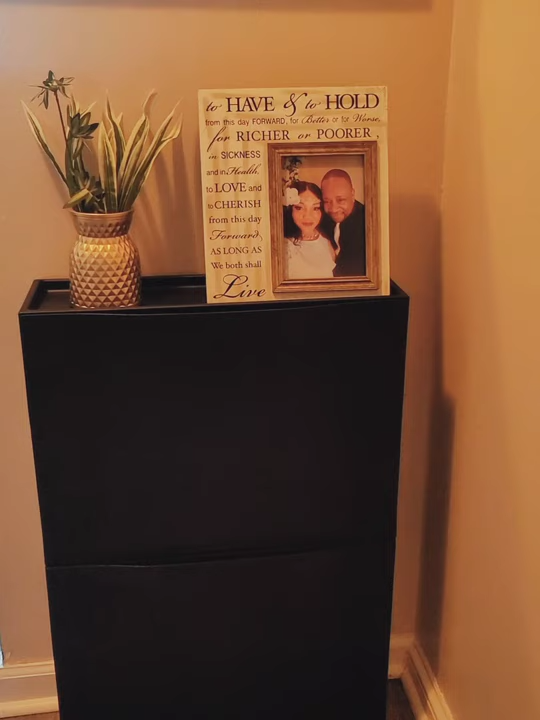 to HAVE & to HOLD
from this day FORWARD, for Better or for Worse,
for RICHER or POORER,
in SICKNESS
and in Health,
to LOVE and
to CHERISH
from this day
Forward,
AS LONG AS
We both shall
Live